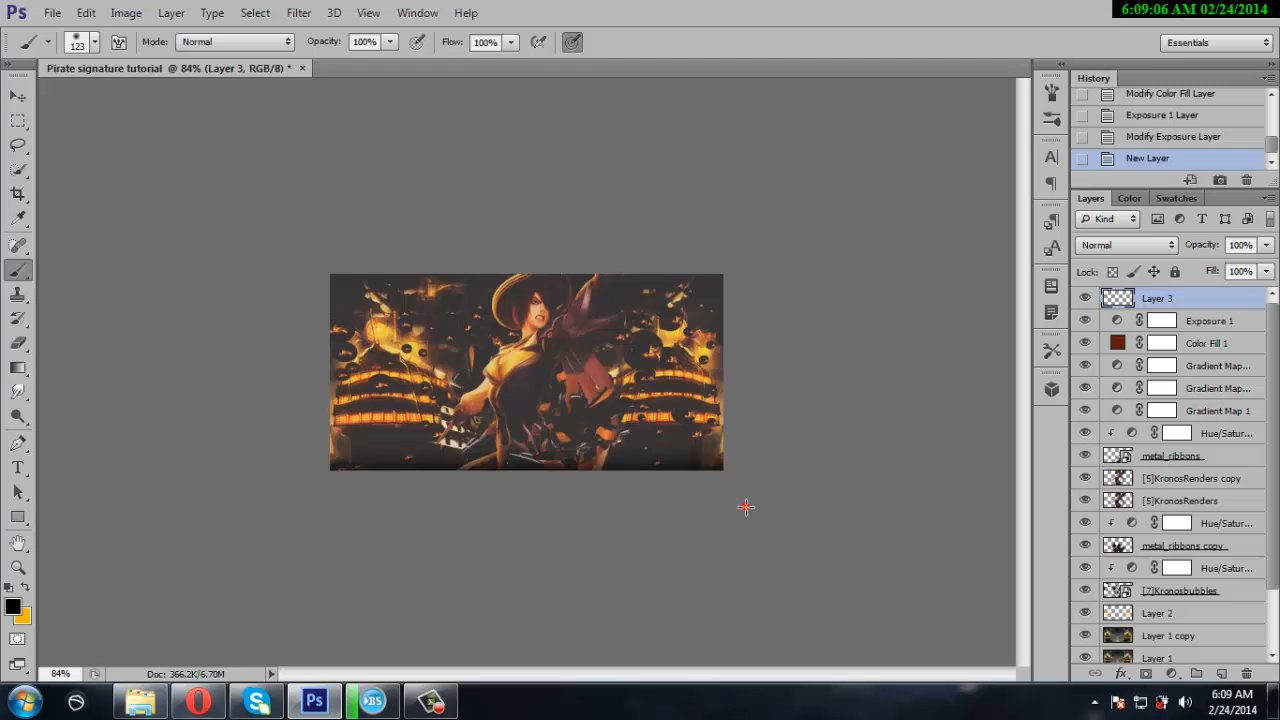 6:09:06 AM 02/24/2014
Ps File Edit Image Layer Type Select Filter 3D View Window Help
123 Mode: Normal Opacity: 100% Flow: 100% Essentials
Pirate signature tutorial @ 84% (Layer 3, RGB/8) * ×
History
Modify Color Fill Layer
Exposure 1 Layer
Modify Exposure Layer
New Layer
Layers Color Swatches
Kind
Normal Opacity: 100%
Lock: Fill: 100%
Layer 3
Exposure 1
Color Fill 1
Gradient Map...
Gradient Map...
Gradient Map 1
Hue/Satur...
metal_ribbons
[5]KronosRenders copy
[5]KronosRenders
Hue/Satur...
metal_ribbons copy
Hue/Satur...
[7]Kronosbubbles
Layer 2
Layer 1 copy
Layer 1
84% Doc: 366.2K/6.70M
Ps BS
6:09 AM
2/24/2014